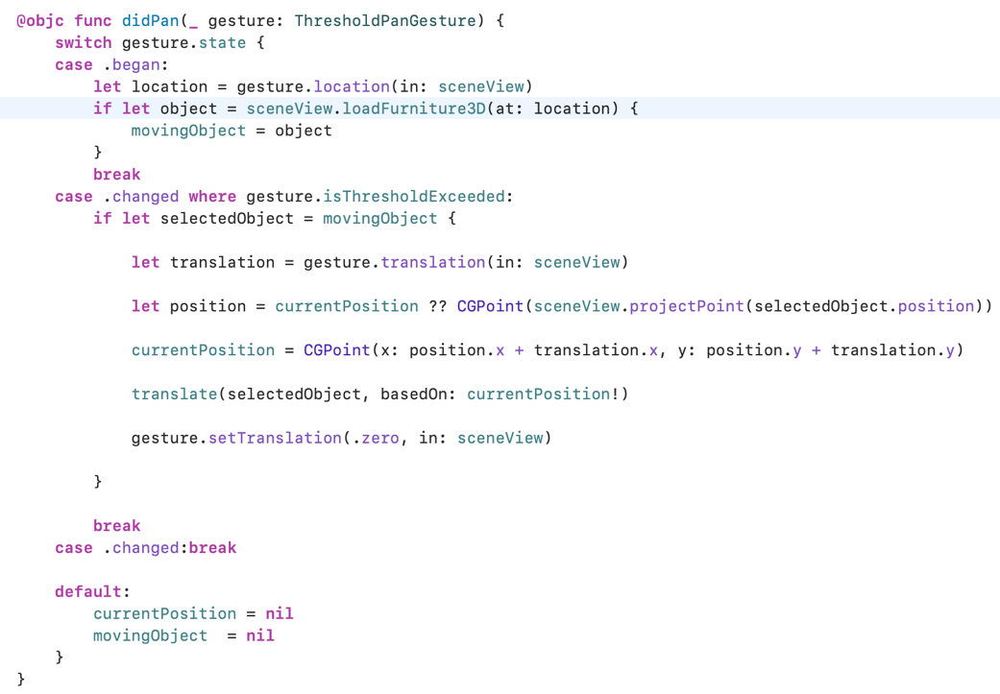 @objc func didPan(_ gesture: ThresholdPanGesture) {
    switch gesture.state {
    case .began:
        let location = gesture.location(in: sceneView)
        if let object = sceneView.loadFurniture3D(at: location) {
            movingObject = object
        }
        break
    case .changed where gesture.isThresholdExceeded:
        if let selectedObject = movingObject {
            let translation = gesture.translation(in: sceneView)
            let position = currentPosition ?? CGPoint(sceneView.projectPoint(selectedObject.position))
            currentPosition = CGPoint(x: position.x + translation.x, y: position.y + translation.y)
            translate(selectedObject, basedOn: currentPosition!)
            gesture.setTranslation(.zero, in: sceneView)
        }
        break
    case .changed:break
    default:
        currentPosition = nil
        movingObject  = nil
    }
}